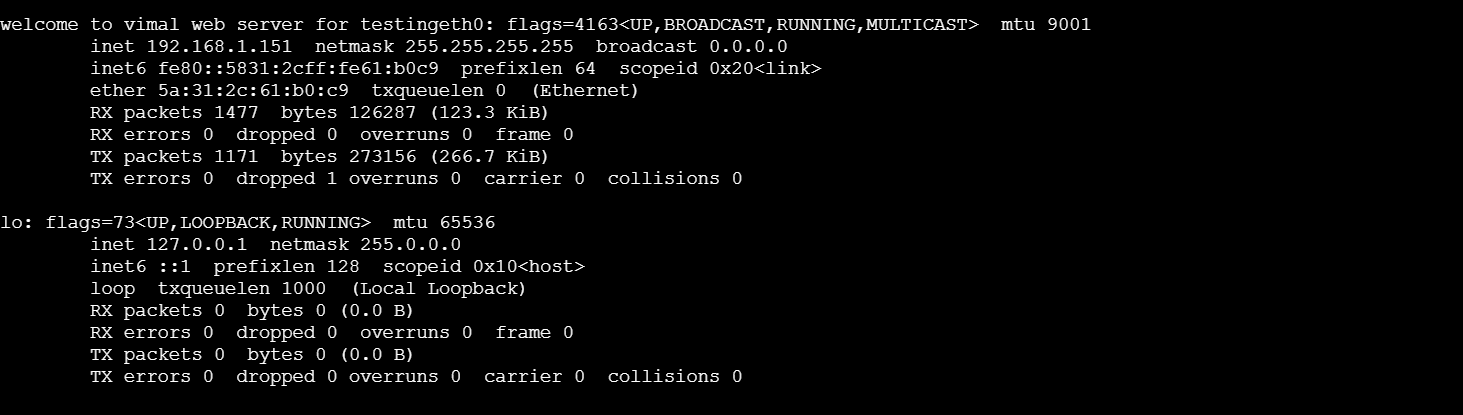 welcome to vimal web server for testingeth0: flags=4163<UP,BROADCAST,RUNNING,MULTICAST>  mtu 9001
        inet 192.168.1.151  netmask 255.255.255.255  broadcast 0.0.0.0
        inet6 fe80::5831:2cff:fe61:b0c9  prefixlen 64  scopeid 0x20<link>
        ether 5a:31:2c:61:b0:c9  txqueuelen 0  (Ethernet)
        RX packets 1477  bytes 126287 (123.3 KiB)
        RX errors 0  dropped 0  overruns 0  frame 0
        TX packets 1171  bytes 273156 (266.7 KiB)
        TX errors 0  dropped 1 overruns 0  carrier 0  collisions 0

lo: flags=73<UP,LOOPBACK,RUNNING>  mtu 65536
        inet 127.0.0.1  netmask 255.0.0.0
        inet6 ::1  prefixlen 128  scopeid 0x10<host>
        loop  txqueuelen 1000  (Local Loopback)
        RX packets 0  bytes 0 (0.0 B)
        RX errors 0  dropped 0  overruns 0  frame 0
        TX packets 0  bytes 0 (0.0 B)
        TX errors 0  dropped 0 overruns 0  carrier 0  collisions 0